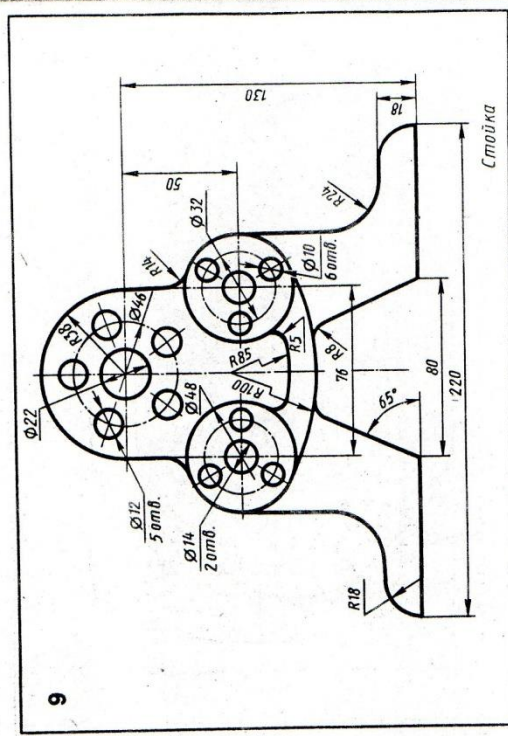 9
Стойка
Ø22
R38
R14
Ø46
Ø12
5 отв.
Ø14
2 отв.
Ø48
Ø32
50
130
18
R24
Ø10
6 отв.
R85
R100
R5
R8
76
80
220
65°
R18